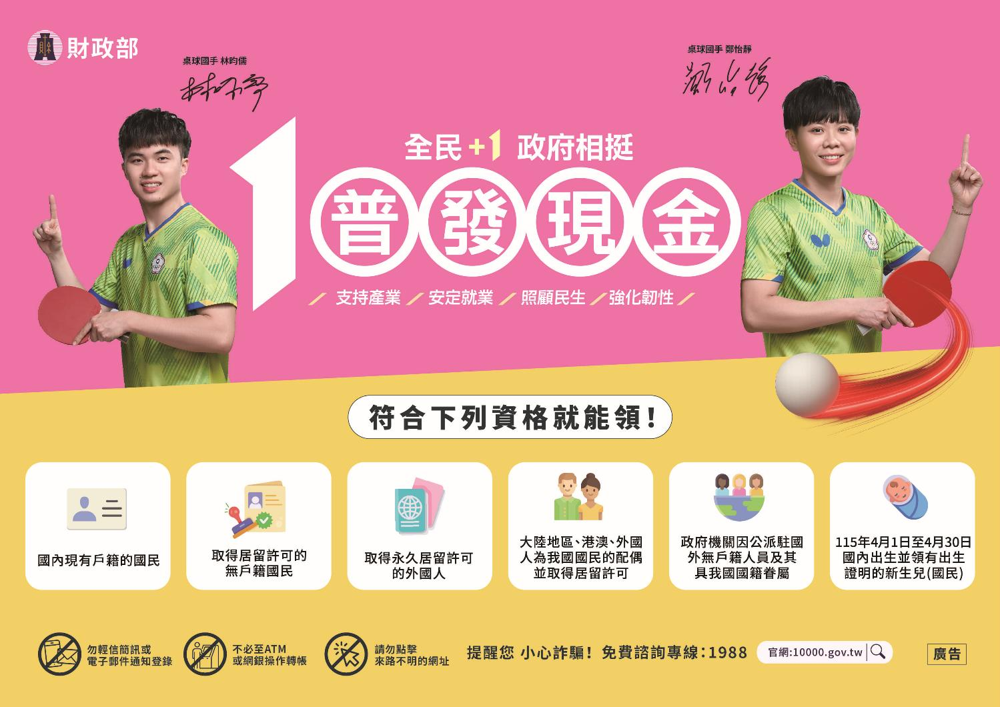 財政部
桌球國手 林昀儒
桌球國手 鄭怡靜
全民+1 政府相挺
1 普發現金
支持產業 / 安定就業 / 照顧民生 / 強化韌性
符合下列資格就能領!
國內現有戶籍的國民
取得居留許可的
無戶籍國民
取得永久居留許可
的外國人
大陸地區、港澳、外國
人為我國國民的配偶
並取得居留許可
政府機關因公派駐國
外無戶籍人員及其
具我國國籍眷屬
115年4月1日至4月30日
國內出生並領有出生
證明的新生兒(國民)
勿輕信簡訊或
電子郵件通知登錄
不必至ATM
或網銀操作轉帳
請勿點擊
來路不明的網址
提醒您 小心詐騙! 免費諮詢專線:1988
官網:10000.gov.tw
廣告